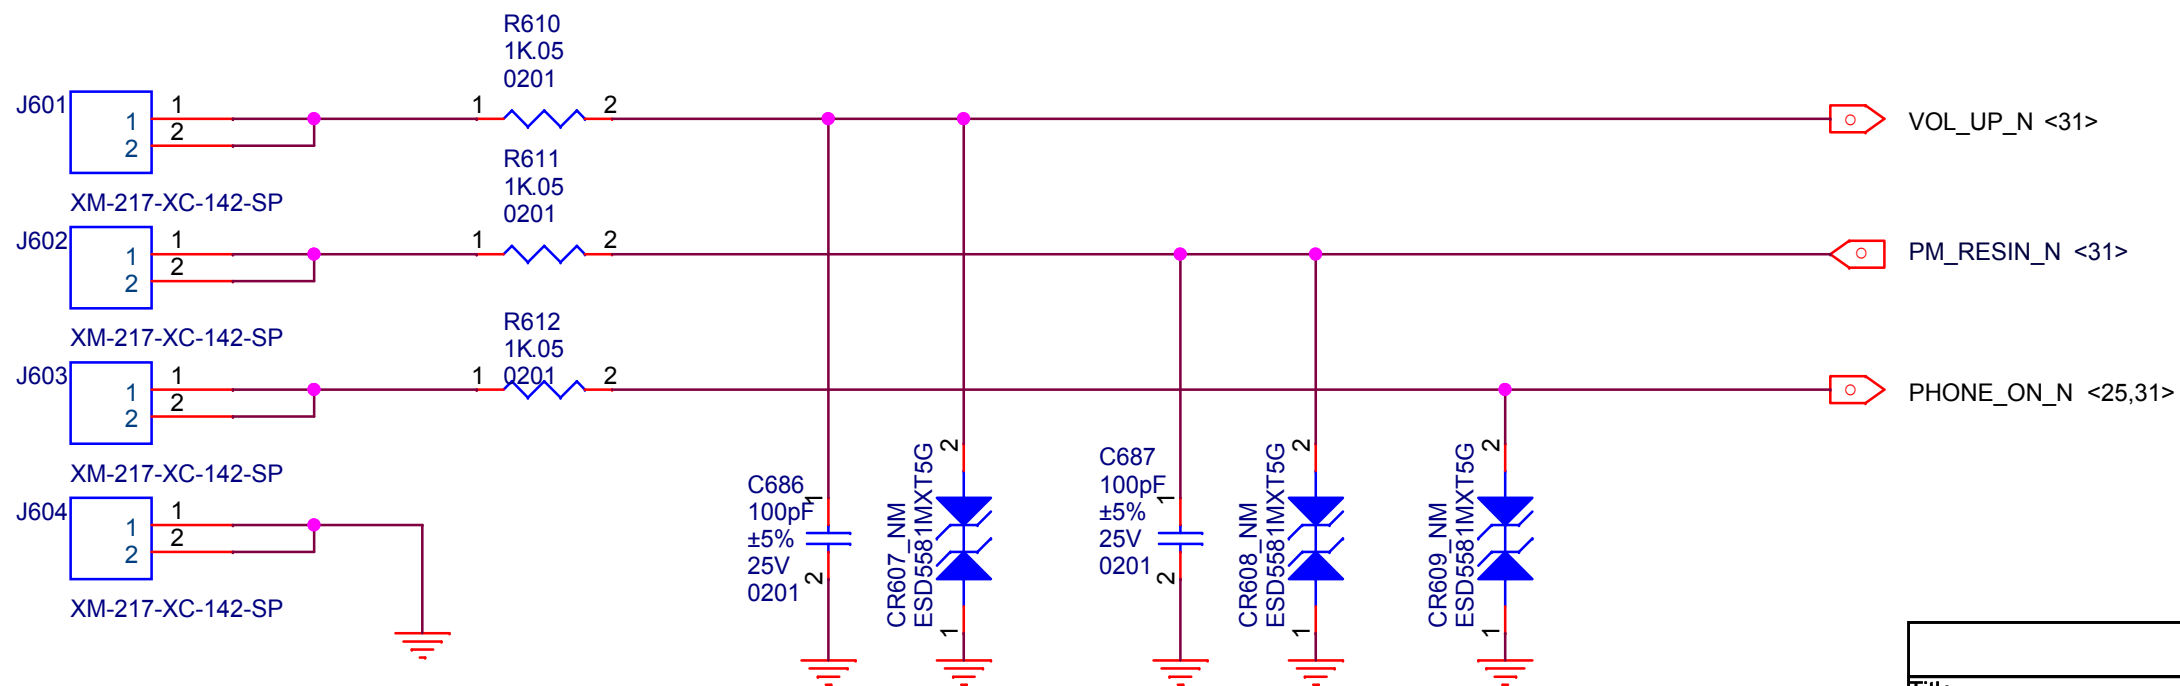 R610
1K.05
0201
J601
1
2
1
2
1
2
VOL_UP_N <31>
XM-217-XC-142-SP
R611
1K.05
0201
J602
1
2
1
2
1
2
PM_RESIN_N <31>
XM-217-XC-142-SP
R612
1K.05
0201
J603
1
2
1
2
1
2
PHONE_ON_N <25,31>
XM-217-XC-142-SP
J604
1
2
1
2
XM-217-XC-142-SP
C686
100pF
±5%
25V
0201
1
2
CR607_NM
ESD5581MXT5G
2
1
C687
100pF
±5%
25V
0201
1
2
CR608_NM
ESD5581MXT5G
2
1
CR609_NM
ESD5581MXT5G
2
1
Title